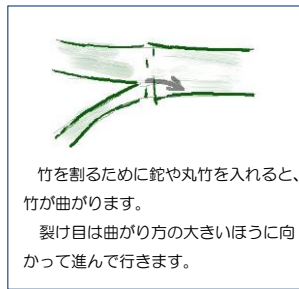 竹を割るために鉈や丸竹を入れると、
竹が曲がります。
　裂け目は曲がり方の大きいほうに向
かって進んで行きます。